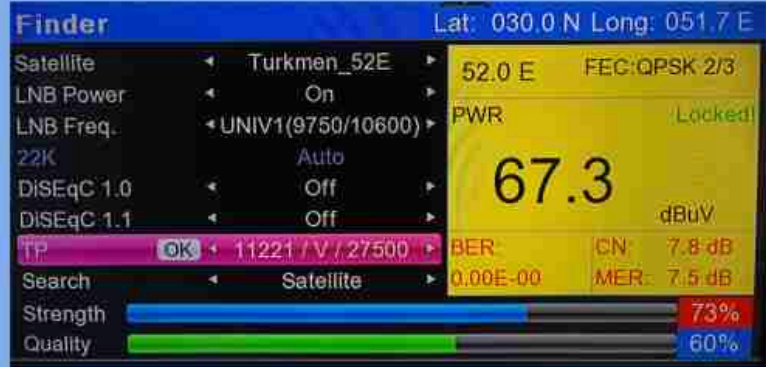 Finder Lat: 030.0 N Long: 051.7 E
Satellite Turkmen_52E
LNB Power On
LNB Freq. UNIV1(9750/10600)
22K Auto
DiSEqC 1.0 Off
DiSEqC 1.1 Off
TP OK 11221 / V / 27500
Search Satellite
52.0 E FEC:QPSK 2/3
PWR Locked!
67.3
dBuV
BER: CN: 7.8 dB
0.00E-00 MER: 7.5 dB
Strength 73%
Quality 60%